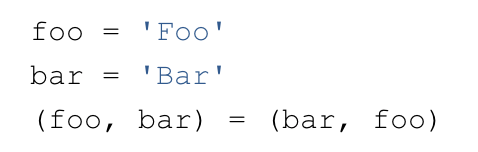 foo = 'Foo'
bar = 'Bar'
(foo, bar) = (bar, foo)